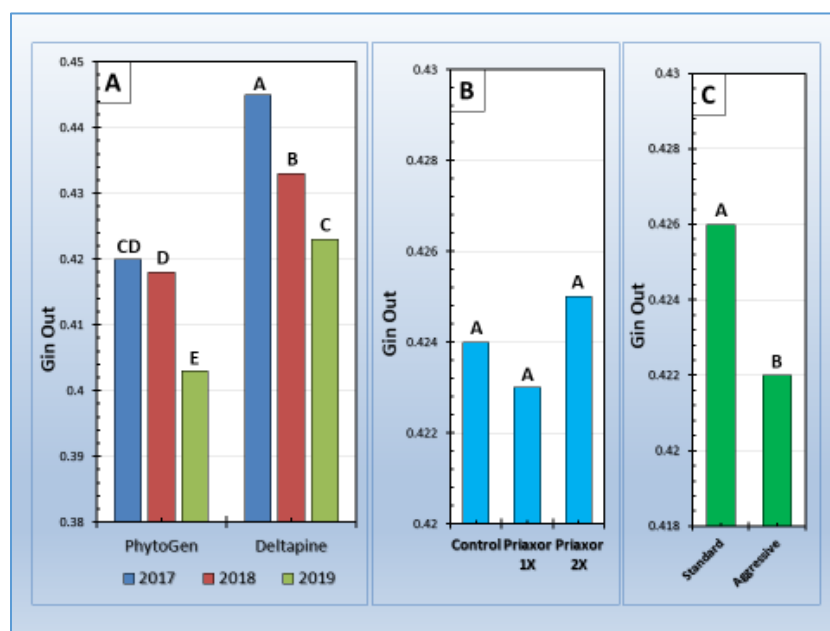 A
Gin Out
0.45
0.44
0.43
0.42
0.41
0.4
0.39
0.38
CD
D
E
A
B
C
PhytoGen Deltapine
2017 2018 2019
B
Gin Out
0.43
0.428
0.426
0.424
0.422
0.42
A
A
A
Control Priaxor Priaxor
1X 2X
C
Gin Out
0.43
0.428
0.426
0.424
0.422
0.42
0.418
A
B
Standard
Aggressive